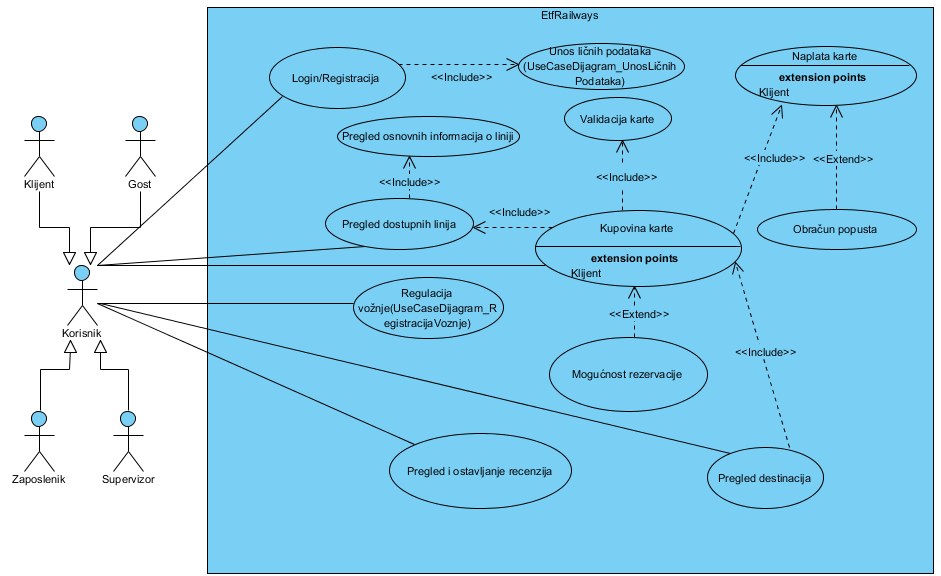 EtfRailways
Login/Registracija
<<Include>>
Unos ličnih podataka
(UseCaseDijagram_UnosLičnih
Podataka)
Naplata karte
extension points
Klijent
Validacija karte
Pregled osnovnih informacija o liniji
<<Include>>
<<Include>>
<<Include>>
<<Extend>>
Klijent
Gost
Pregled dostupnih linija
<<Include>>
Kupovina karte
extension points
Klijent
Obračun popusta
Korisnik
Regulacija
vožnje(UseCaseDijagram_R
egistracijaVoznje)
<<Extend>>
<<Include>>
Mogućnost rezervacije
Zaposlenik
Supervizor
Pregled i ostavljanje recenzija
Pregled destinacija